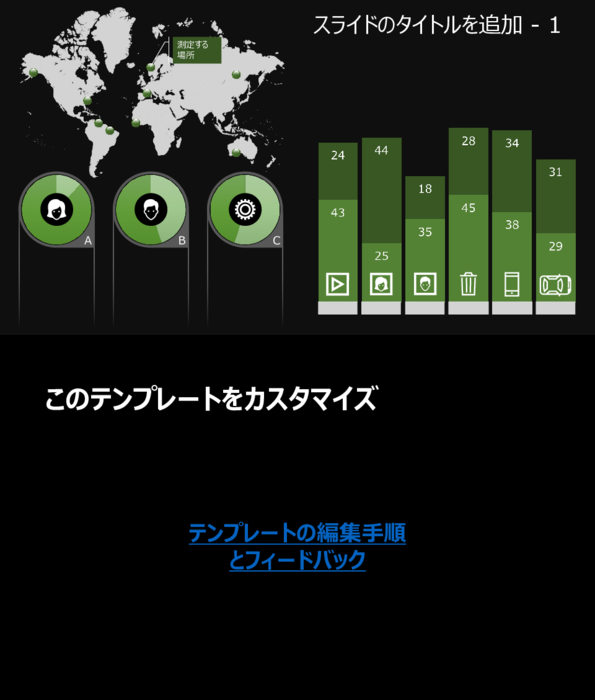 スライドのタイトルを追加 - 1
測定する
場所
A
B
C
24
44
18
28
34
31
43
25
35
45
38
29
このテンプレートをカスタマイズ
テンプレートの編集手順
とフィードバック